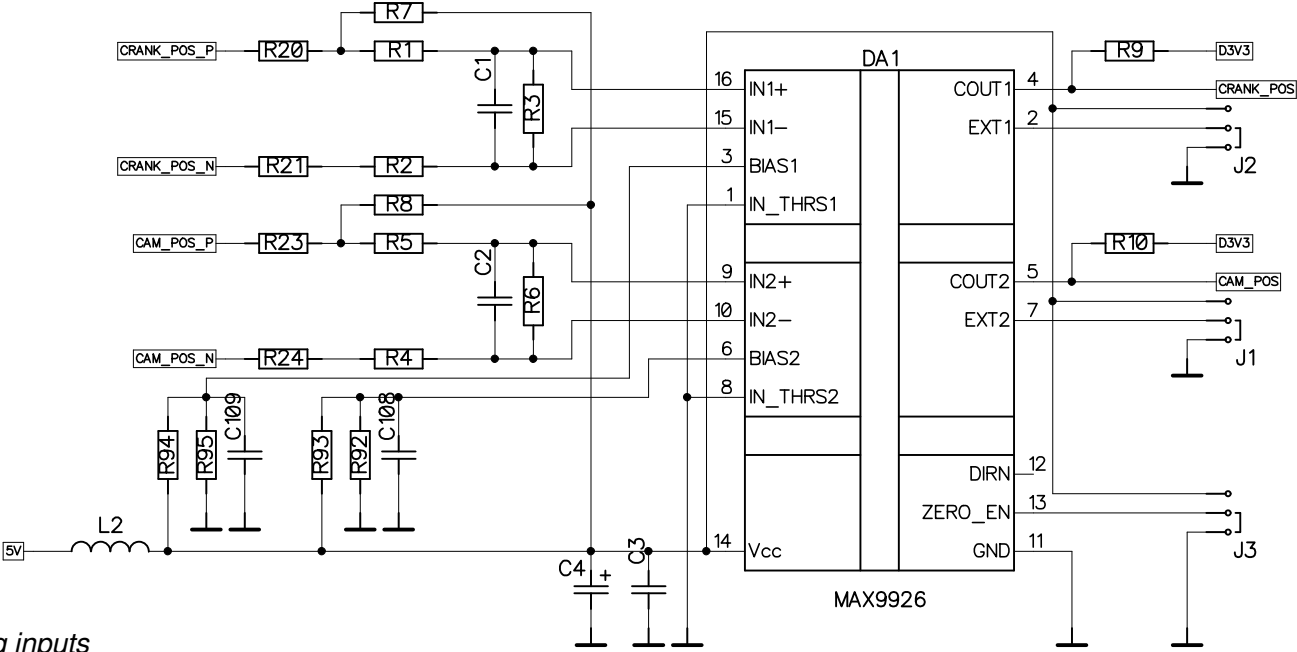 R7
CRANK_POS_P R20 R1 R9 D3V3
DA1
C1 R3 16 IN1+ COUT1 4 CRANK_POS
15 IN1- EXT1 2
CRANK_POS_N R21 R2 3 BIAS1 J2
R8 1 IN_THRS1
CAM_POS_P R23 R5 R10 D3V3
C2 R6 9 IN2+ COUT2 5 CAM_POS
10 IN2- EXT2 7
CAM_POS_N R24 R4 6 BIAS2 J1
8 IN_THRS2
R94 R95 C109 R93 R92 C108
DIRN 12
ZERO_EN 13
5V L2 C4 + C3 14 Vcc GND 11 J3
MAX9926
inputs